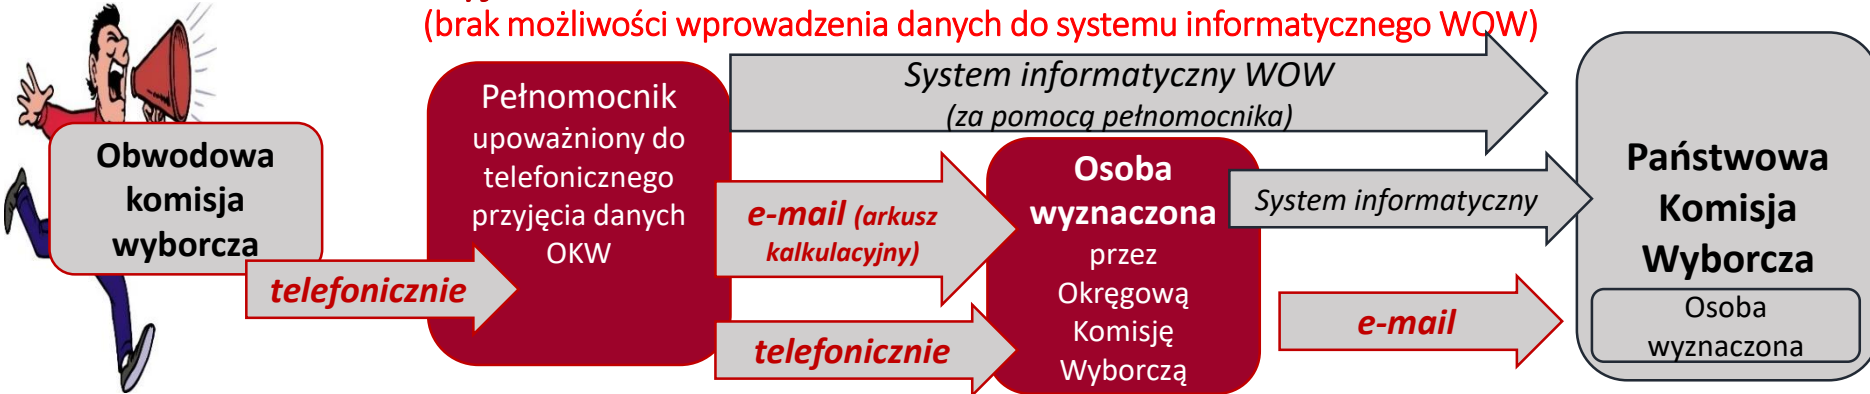 (brak możliwości wprowadzenia danych do systemu informatycznego WOW)
Obwodowa
komisja
wyborcza
telefonicznie
Pełnomocnik
upoważniony do
telefonicznego
przyjęcia danych
OKW
System informatyczny WOW
(za pomocą pełnomocnika)
e-mail (arkusz
kalkulacyjny)
telefonicznie
Osoba
wyznaczona
przez
Okręgową
Komisję
Wyborczą
System informatyczny
e-mail
Państwowa
Komisja
Wyborcza
Osoba
wyznaczona